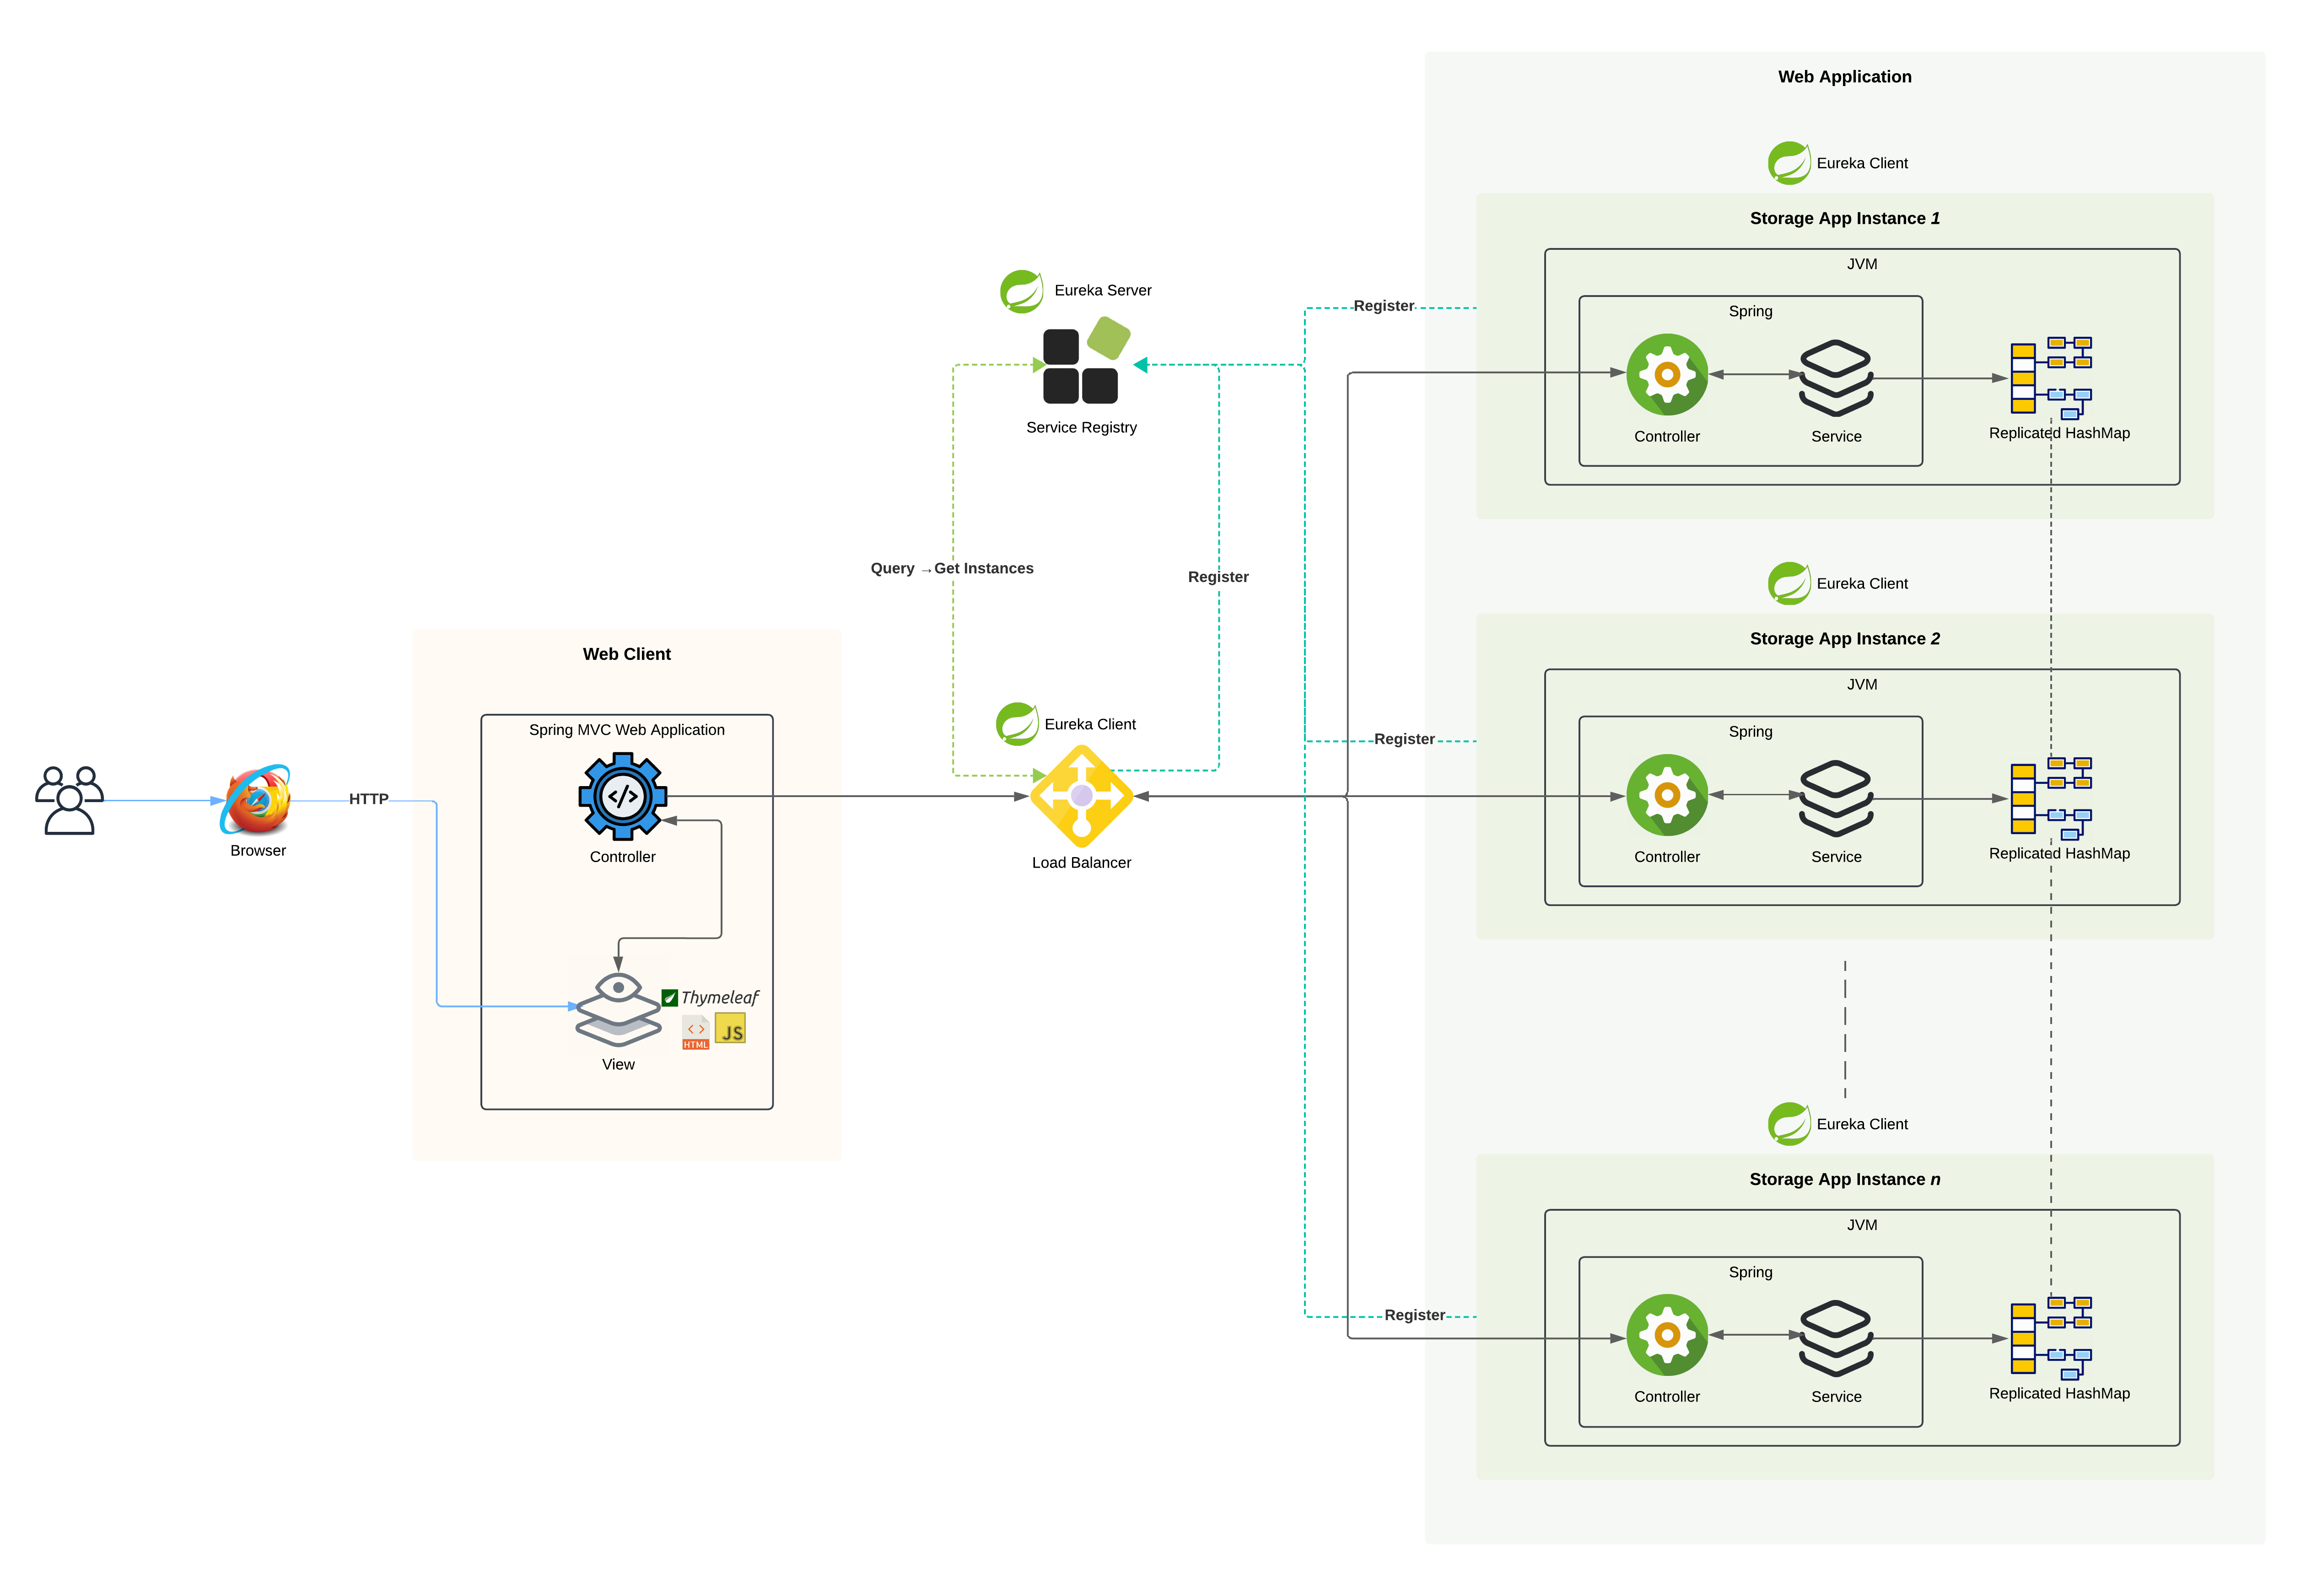 Web Application
Eureka Client
Storage App Instance 1
JVM
Spring
Controller
Service
Replicated HashMap
Eureka Server
Service Registry
Register
Query →Get Instances
Register
Eureka Client
Storage App Instance 2
JVM
Spring
Controller
Service
Replicated HashMap
Register
Web Client
Spring MVC Web Application
Controller
Thymeleaf
HTML
JS
View
Browser
HTTP
Eureka Client
Load Balancer
Eureka Client
Storage App Instance n
JVM
Spring
Controller
Service
Replicated HashMap
Register